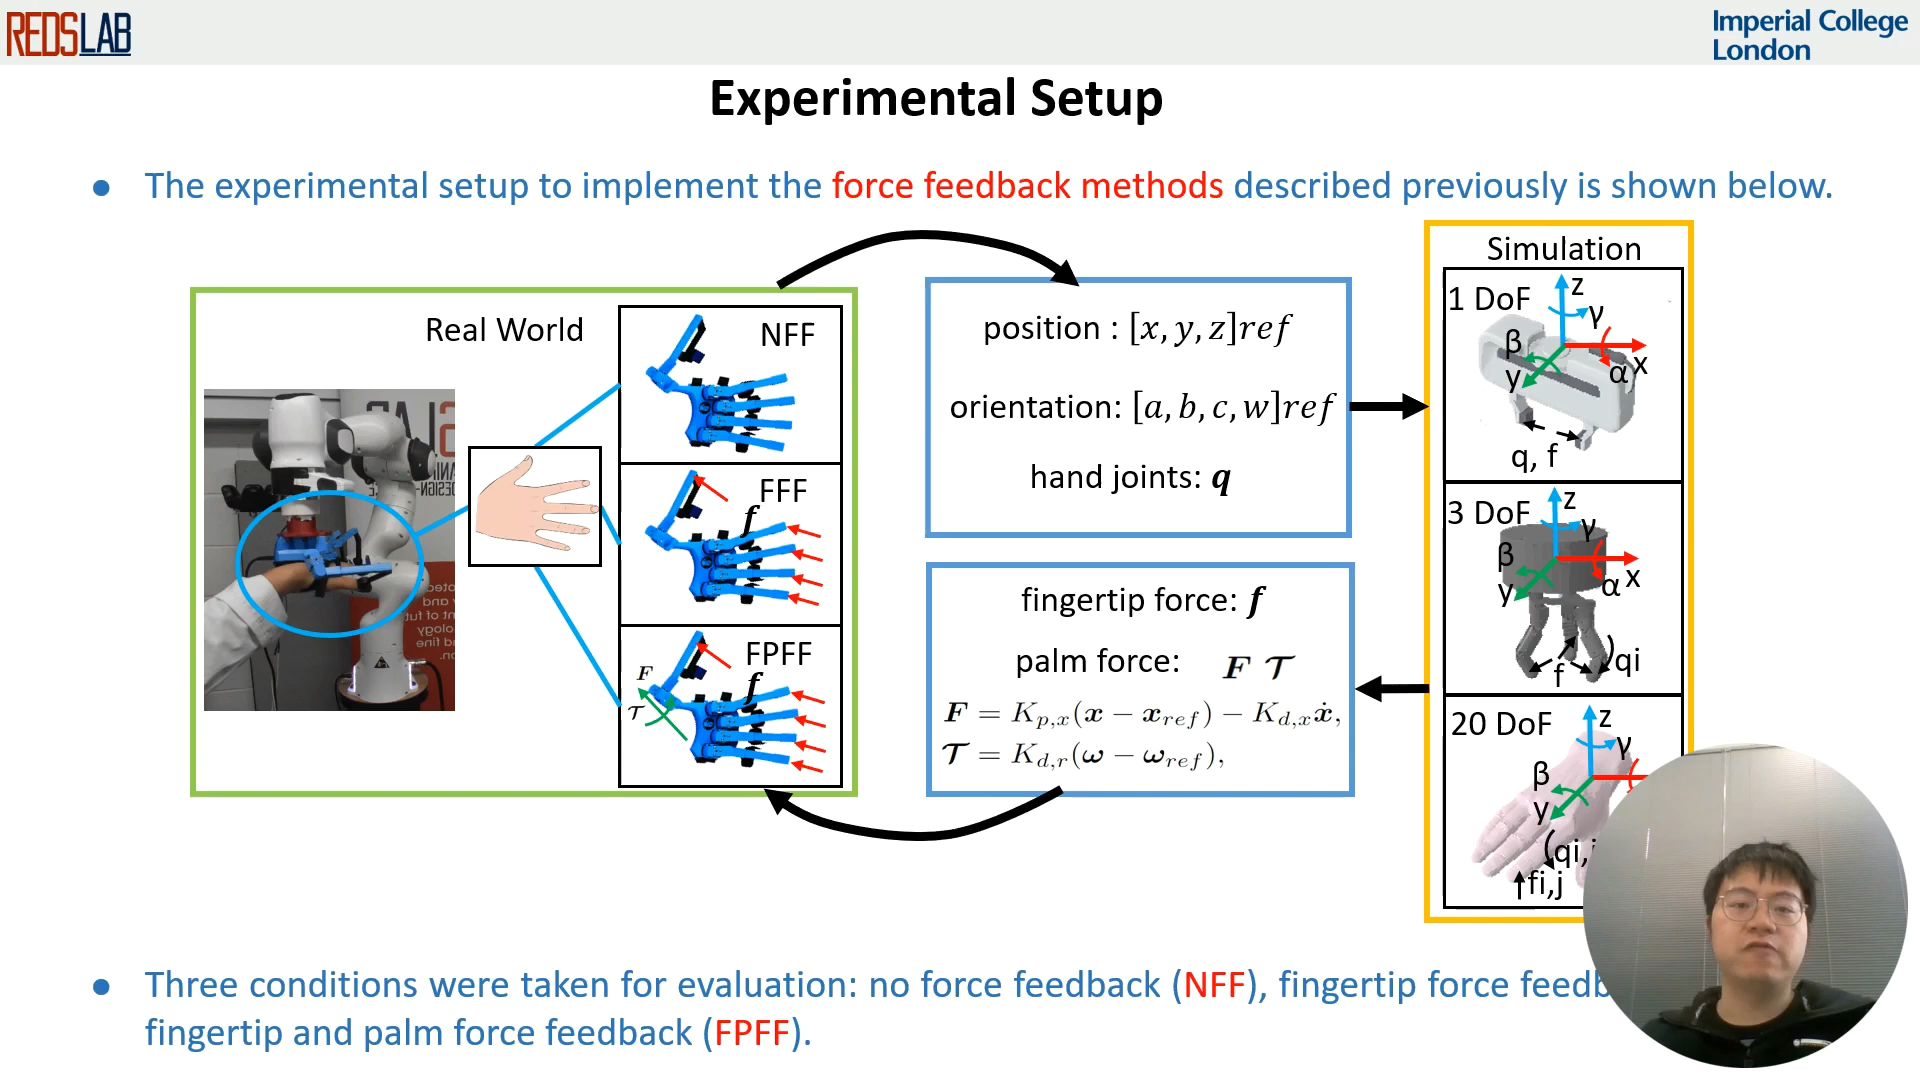 REDSLAB
Imperial College
London
Experimental Setup
● The experimental setup to implement the force feedback methods described previously is shown below.
Real World
NFF
FFF
f
FPFF
f
F
𝒯
position : [x, y, z]ref
orientation: [a, b, c, w]ref
hand joints: q
fingertip force: f
palm force: F 𝒯
F = K_{p,x}(x − x_{ref}) − K_{d,x}ẋ,
𝒯 = K_{d,r}(ω − ω_{ref}),
Simulation
1 DoF
z
γ
β
y
α
x
q, f
3 DoF
z
γ
β
y
α
x
f
qi
20 DoF
z
γ
β
y
qi,
fi,j
● Three conditions were taken for evaluation: no force feedback (NFF), fingertip force feedb
fingertip and palm force feedback (FPFF).